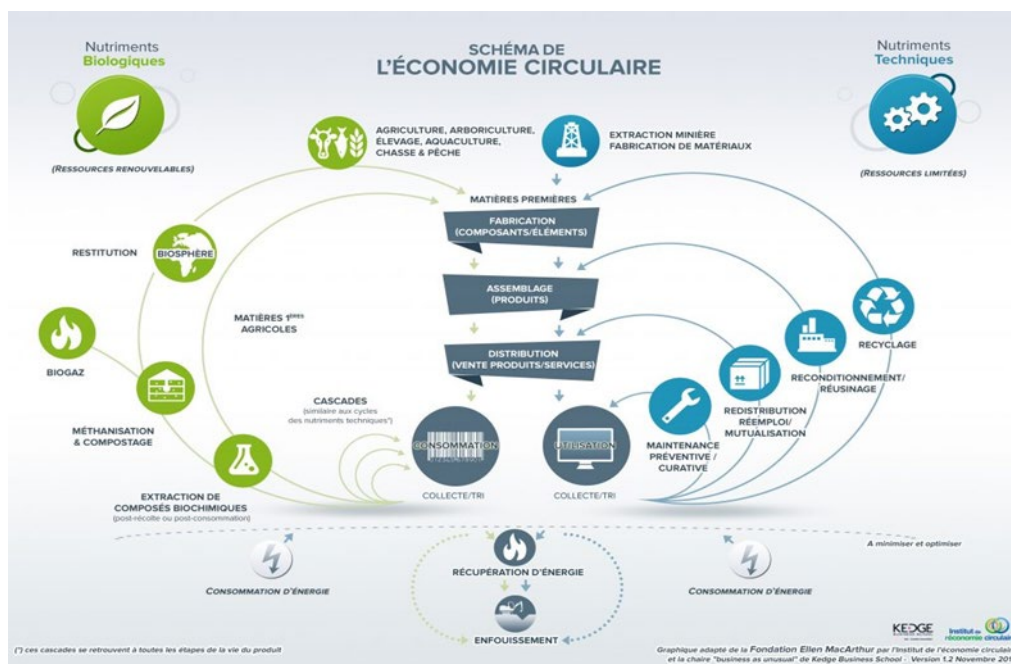 Nutriments
Biologiques
(RESSOURCES RENOUVELABLES)
SCHÉMA DE
L'ÉCONOMIE CIRCULAIRE
Nutriments
Techniques
(RESSOURCES LIMITÉES)
AGRICULTURE, ARBORICULTURE,
ÉLEVAGE, AQUACULTURE,
CHASSE & PÊCHE
EXTRACTION MINIÈRE
FABRICATION DE MATÉRIAUX
MATIÈRES PREMIÈRES
FABRICATION
(COMPOSANTS/ÉLÉMENTS)
RESTITUTION
BIOSPHÈRE
ASSEMBLAGE
(PRODUITS)
MATIÈRES 1ÈRES
AGRICOLES
RECYCLAGE
BIOGAZ
DISTRIBUTION
(VENTE PRODUITS/SERVICES)
RECONDITIONNEMENT/
RÉUSINAGE
CASCADES
(similaire aux cycles
des nutriments techniques*)
REDISTRIBUTION
RÉEMPLOI/
MUTUALISATION
MÉTHANISATION
& COMPOSTAGE
CONSOMMATION
UTILISATION
MAINTENANCE
PRÉVENTIVE /
CURATIVE
COLLECTE/TRI
COLLECTE/TRI
EXTRACTION DE
COMPOSÉS BIOCHIMIQUES
(post-récolte ou post-consommation)
A minimiser et optimiser
RÉCUPÉRATION D'ÉNERGIE
CONSOMMATION D'ÉNERGIE
CONSOMMATION D'ÉNERGIE
ENFOUISSEMENT
KEDGE
Institut de
l'économie circulaire
(*) ces cascades se retrouvent à toutes les étapes de la vie du produit
Graphique adapté de la Fondation Ellen MacArthur par l'Institut de l'économie circulaire
et la chaire "business as unusual" de Kedge Business School - Version 1.2 Novembre